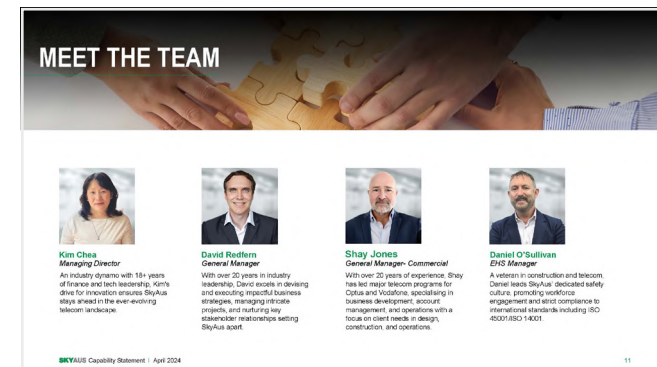 MEET THE TEAM
Kim Chea
Managing Director
An industry dynamo with 18+ years
of finance and tech leadership, Kim's
drive for innovation ensures SkyAus
stays ahead in the ever-evolving
telecom landscape.
David Redfern
General Manager
With over 20 years in industry
leadership, David excels in devising
and executing impactful business
strategies, managing intricate
projects, and nurturing key
stakeholder relationships setting
SkyAus apart.
Shay Jones
General Manager- Commercial
With over 20 years of experience, Shay
has led major telecom programs for
Optus and Vodafone, specialising in
business development, account
management, and operations with a
focus on client needs in design,
construction, and operations.
Daniel O'Sullivan
EHS Manager
A veteran in construction and telecom,
Daniel leads SkyAus' dedicated safety
culture, promoting workforce
engagement and strict compliance to
international standards including ISO
45001/ISO 14001.
SKYAUS Capability Statement | April 2024
11